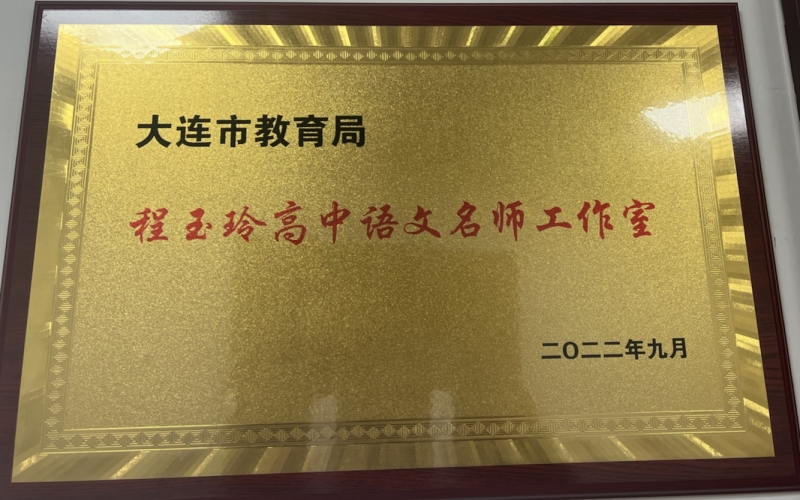 大连市教育局
程玉玲高中语文名师工作室
二〇二二年九月